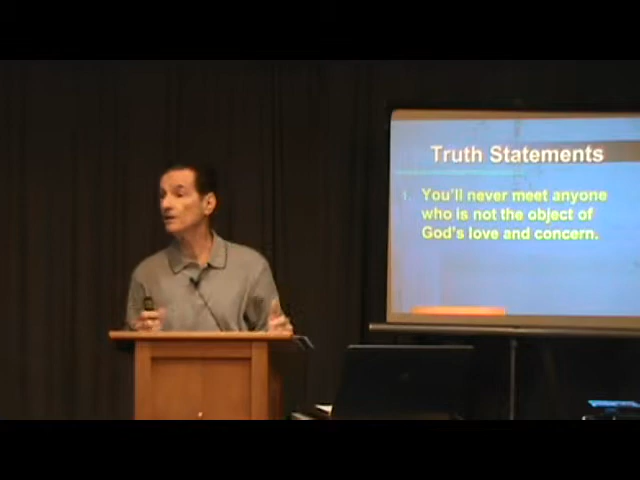 Truth Statements
1. You'll never meet anyone
who is not the object of
God's love and concern.